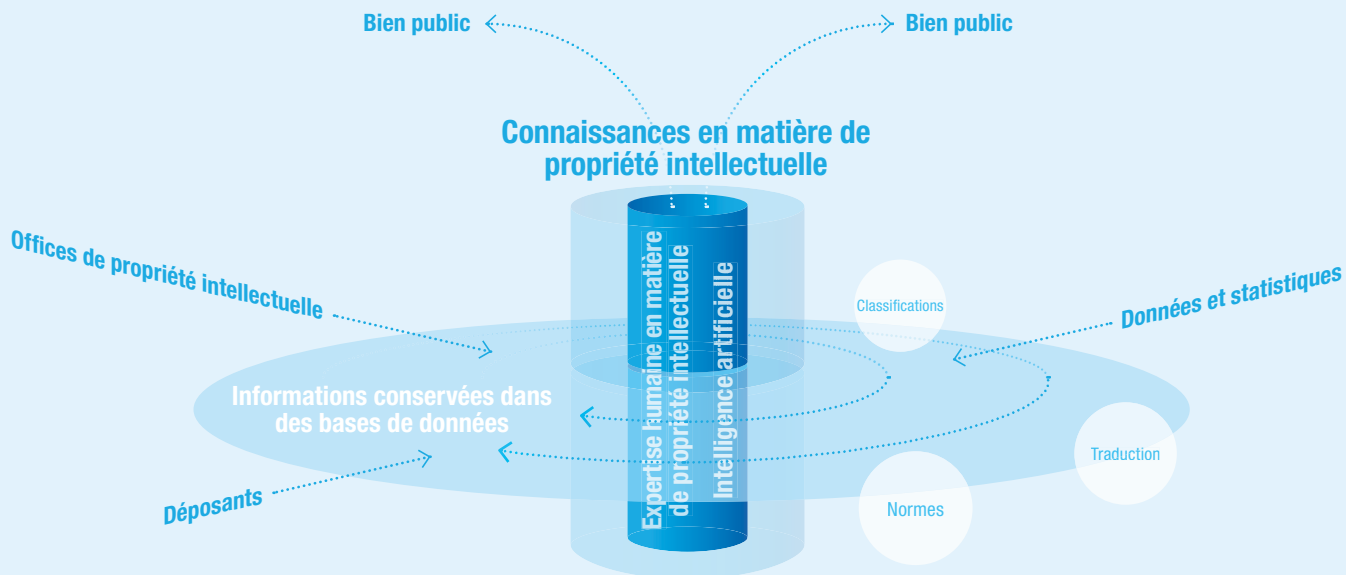 Bien public
Bien public
Connaissances en matière de
propriété intellectuelle
Offices de propriété intellectuelle
Expertise humaine en matière
de propriété intellectuelle
Intelligence artificielle
Classifications
Données et statistiques
Informations conservées dans
des bases de données
Traduction
Déposants
Normes